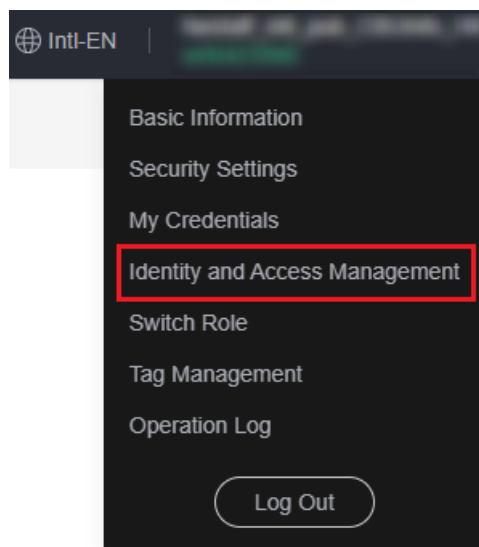 Intl-EN
Basic Information
Security Settings
My Credentials
Identity and Access Management
Switch Role
Tag Management
Operation Log
Log Out